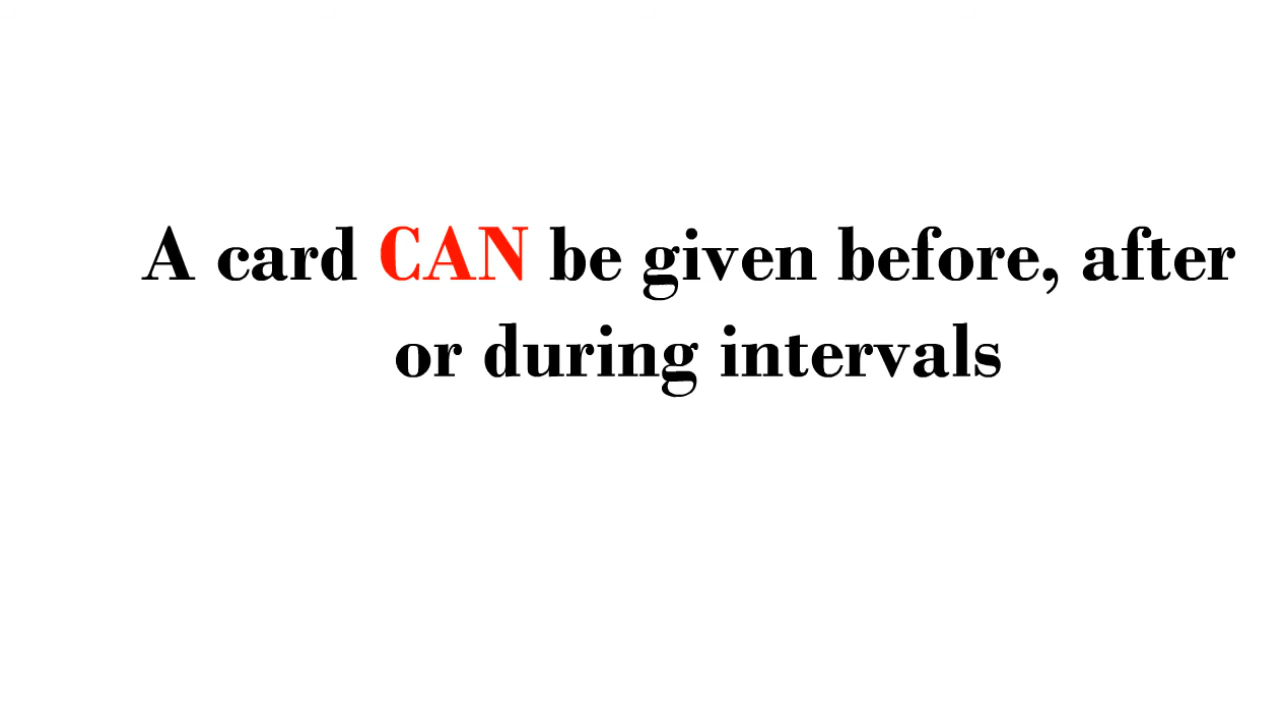 A card CAN be given before, after
or during intervals